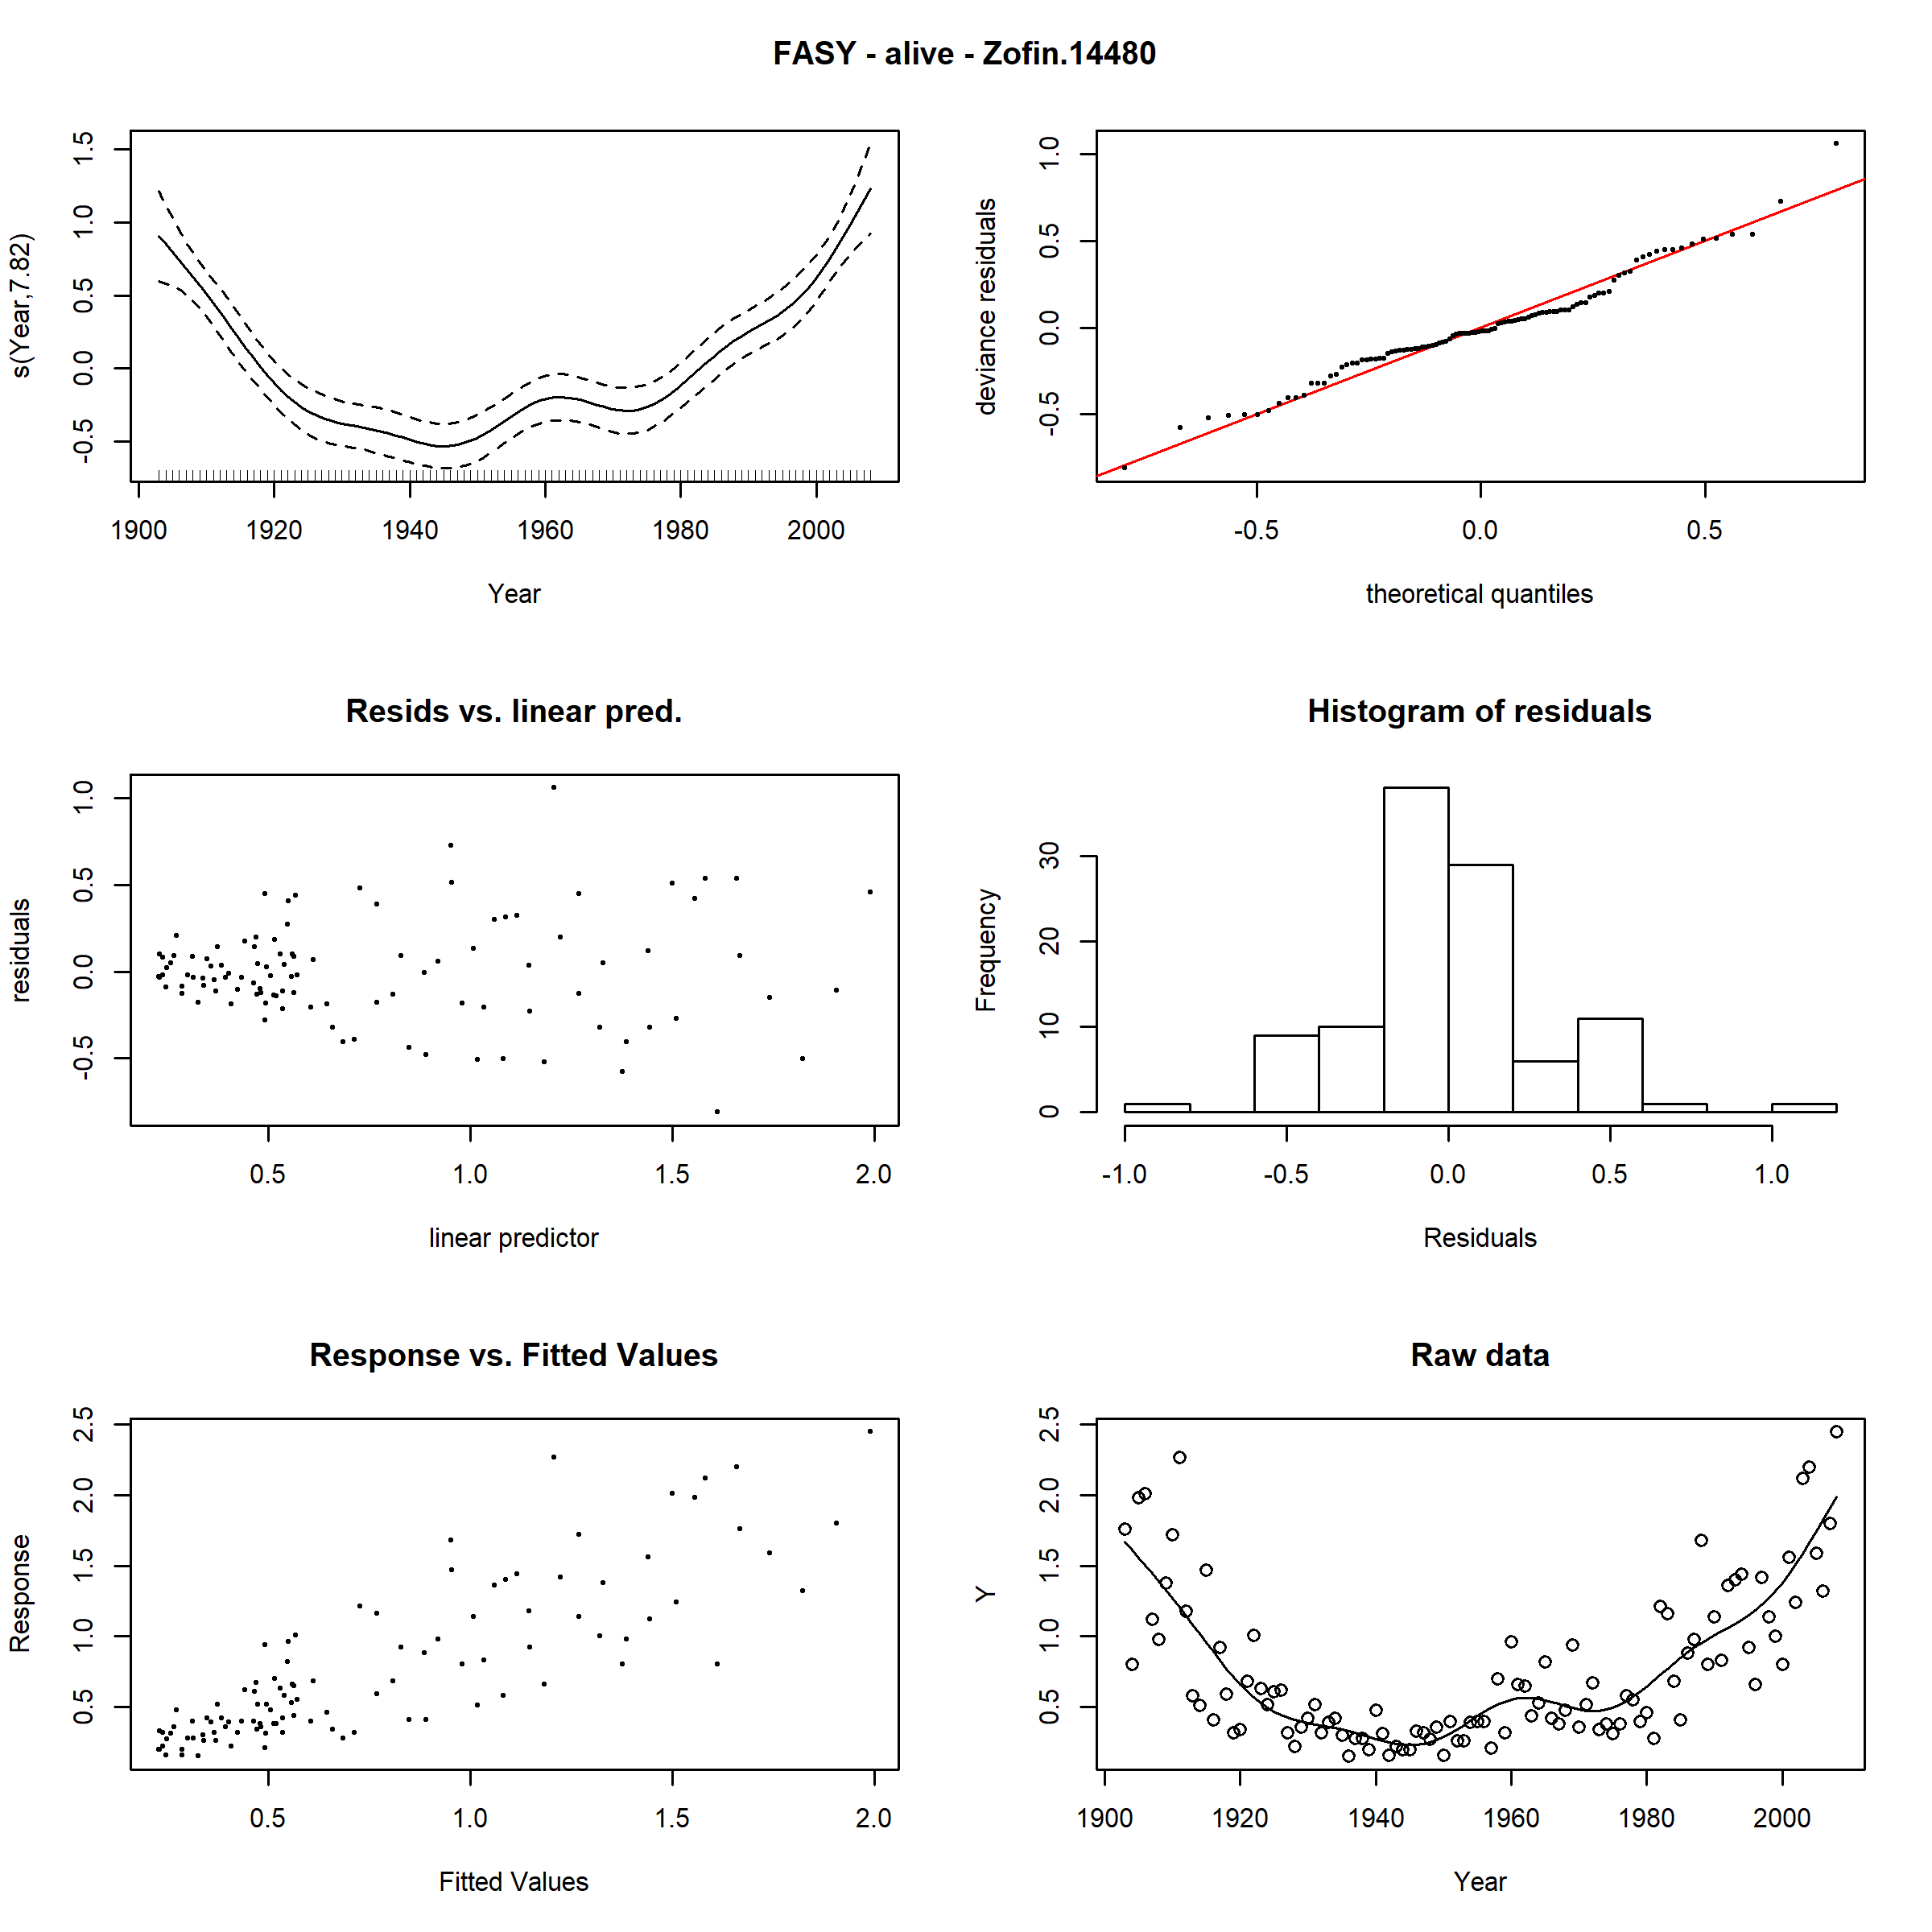 FASY - alive - Zofin.14480
s(Year,7.82)
-0.5 0.0 0.5 1.0 1.5
1900 1920 1940 1960 1980 2000
Year
deviance residuals
-0.5 0.0 0.5 1.0
-0.5 0.0 0.5
theoretical quantiles
Resids vs. linear pred.
residuals
-0.5 0.0 0.5 1.0
0.5 1.0 1.5 2.0
linear predictor
Histogram of residuals
Frequency
0 10 20 30
-1.0 -0.5 0.0 0.5 1.0
Residuals
Response vs. Fitted Values
Response
0.5 1.0 1.5 2.0 2.5
0.5 1.0 1.5 2.0
Fitted Values
Raw data
Y
0.5 1.0 1.5 2.0 2.5
1900 1920 1940 1960 1980 2000
Year